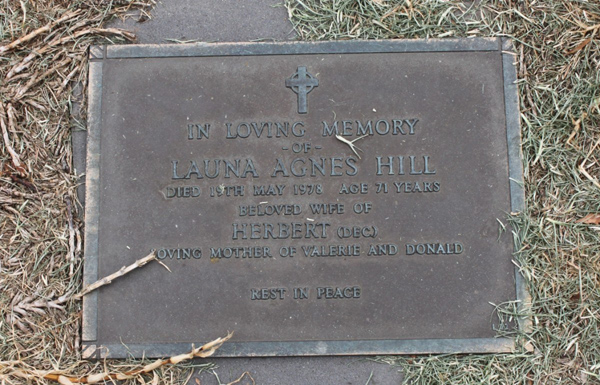 IN LOVING MEMORY
-OF-
LAUNA AGNES HILL
DIED 19TH MAY 1978 AGE 71 YEARS
BELOVED WIFE OF
HERBERT (DEC.)
LOVING MOTHER OF VALERIE AND DONALD
REST IN PEACE